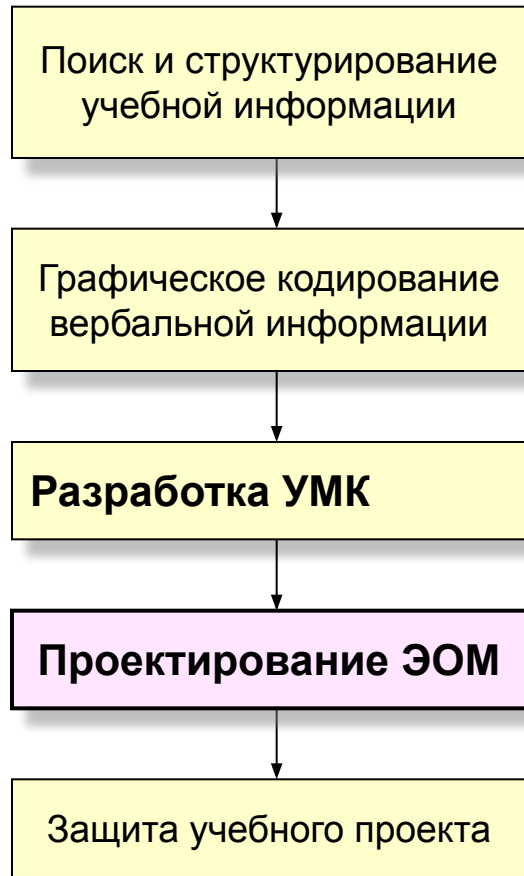 Поиск и структурирование
учебной информации
Графическое кодирование
вербальной информации
Разработка УМК
Проектирование ЭОМ
Защита учебного проекта